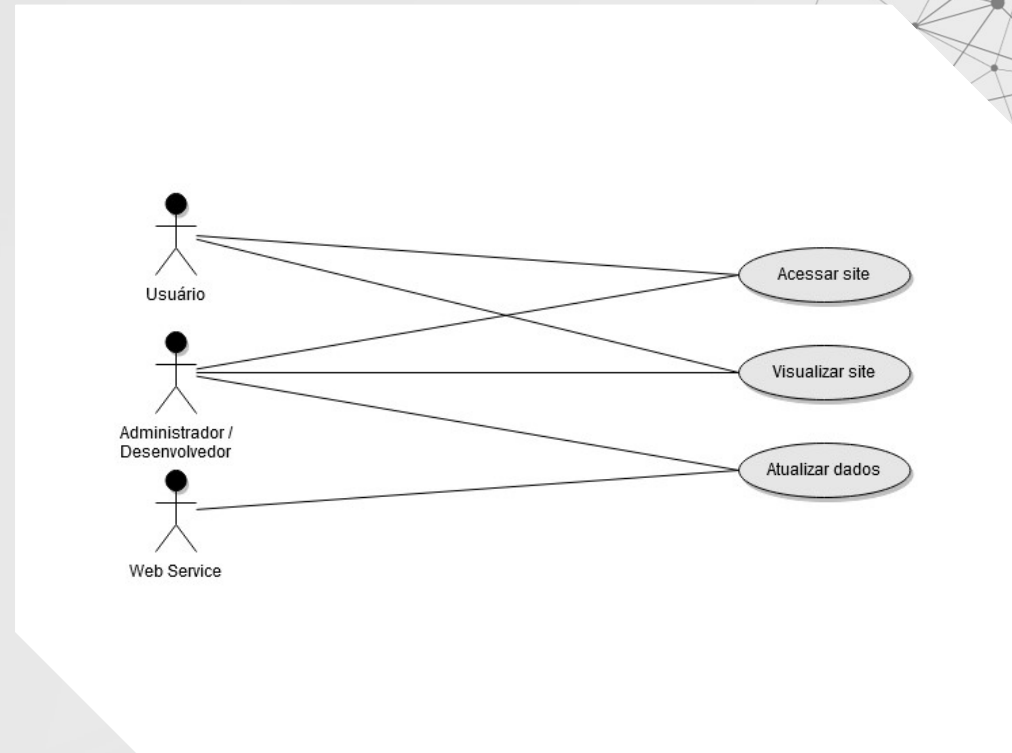 Usuário
Acessar site
Visualizar site
Administrador /
Desenvolvedor
Atualizar dados
Web Service